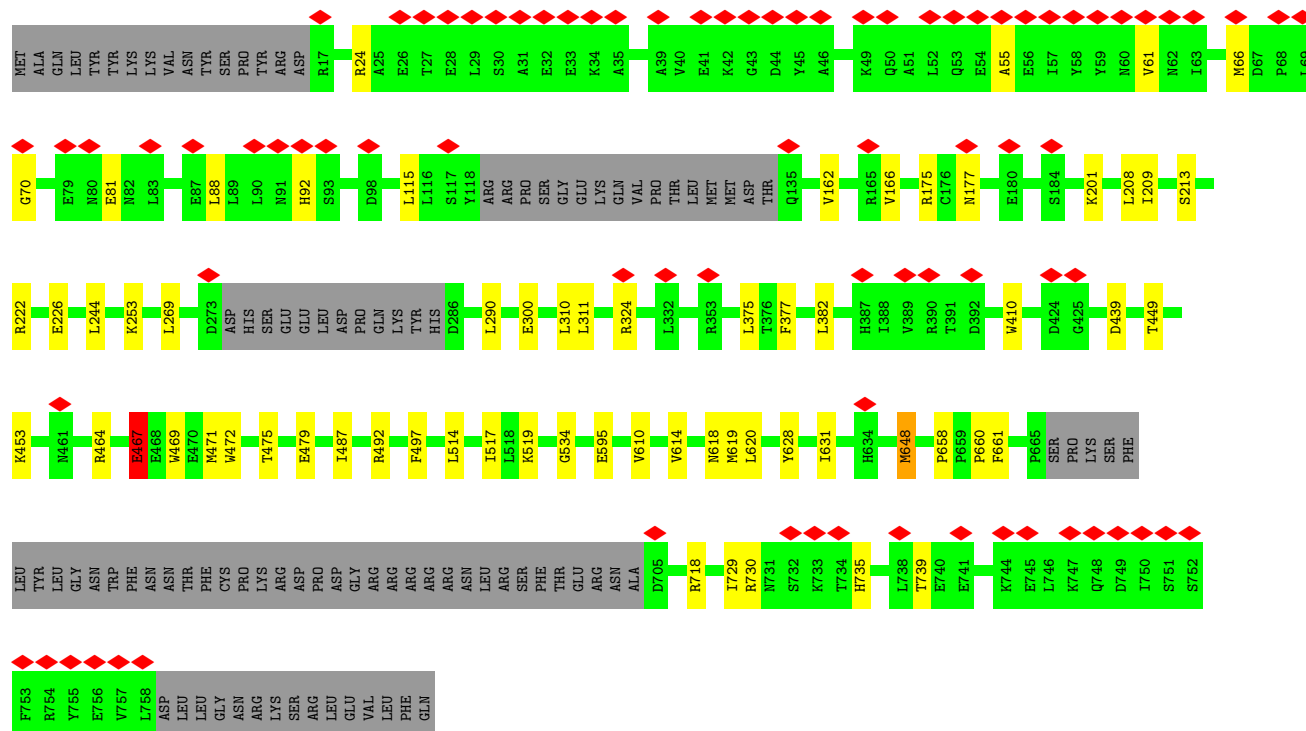 MET ALA GLN LEU TYR TYR LYS LYS VAL ASN TYR SER PRO TYR ARG ASP R17 R24 A25 E26 T27 E28 L29 S30 A31 E32 E33 K34 A35 A39 V40 E41 K42 G43 D44 Y45 A46 K49 Q50 A51 L52 Q53 E54 A55 E56 I57 Y58 Y59 N60 V61 N62 I63 M66 D67 P68 L69
G70 E79 N80 E81 N82 L83 E87 L88 L89 L90 N91 H92 S93 D98 L115 L116 S117 Y118 ARG ARG PRO SER GLY GLU LYS GLN VAL PRO THR LEU MET MET ASP THR Q135 V162 R165 V166 R175 C176 N177 E180 S184 K201 L208 I209 S213
R222 E226 L244 K253 L269 D273 ASP HIS SER GLU GLU LEU ASP PRO GLN LYS TYR HIS D286 L290 E300 L310 L311 R324 L332 R353 L375 T376 F377 L382 H387 I388 V389 R390 T391 D392 W410 D424 G425 D439 T449
K453 N461 R464 E467 E468 W469 E470 M471 W472 T475 E479 I487 R492 F497 L514 I517 L518 K519 G534 E595 V610 V614 N618 M619 L620 Y628 I631 H634 M648 P658 P659 P660 F661 P665 SER PRO LYS SER PHE
LEU TYR LEU GLY ASN TRP PHE ASN ASN THR PHE CYS PRO LYS ARG ASP PRO ASP GLY ARG ARG ARG ARG ARG ASN LEU ARG SER PHE THR GLU ARG ASN ALA D705 R718 I729 R730 N731 S732 K733 T734 H735 L738 T739 E740 E741 K744 E745 L746 K747 Q748 D749 I750 S751 S752
F753 R754 Y755 E756 V757 L758 ASP LEU LEU GLY ASN ARG LYS SER ARG LEU GLU VAL LEU PHE GLN